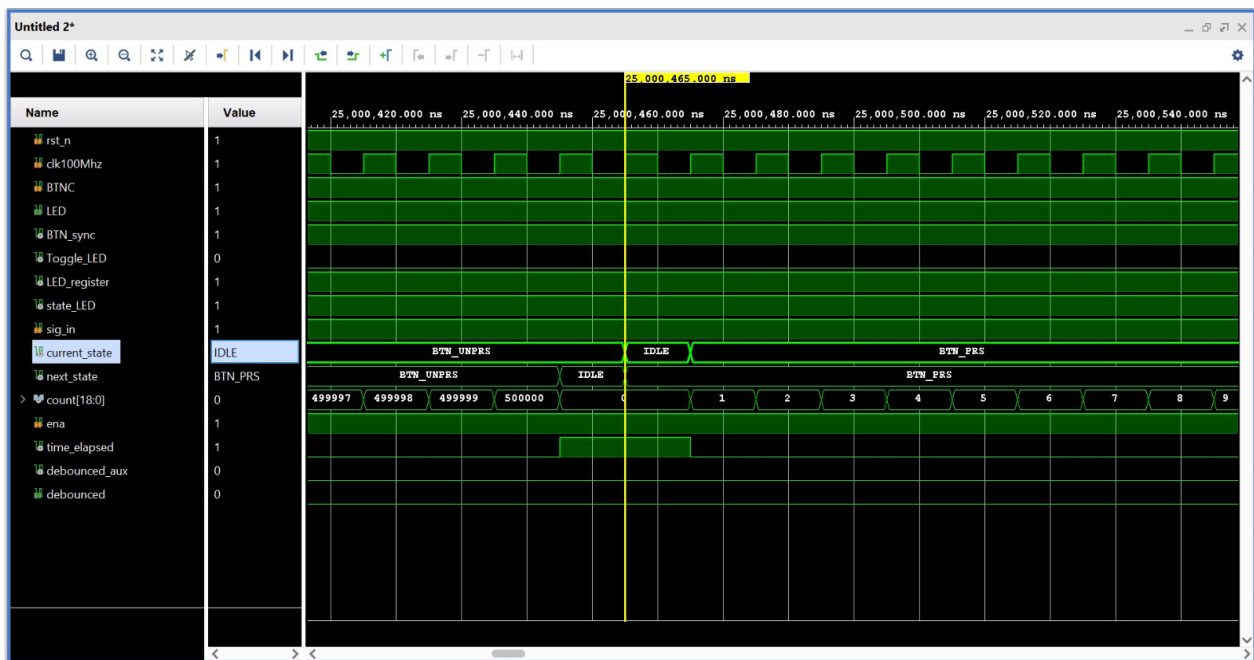 Untitled 2*
25,000,465.000 ns
Name Value
25,000,420.000 ns 25,000,440.000 ns 25,000,460.000 ns 25,000,480.000 ns 25,000,500.000 ns 25,000,520.000 ns 25,000,540.000 ns
rst_n 1
clk100Mhz 1
BTNC 1
LED 1
BTN_sync 1
Toggle_LED 0
LED_register 1
state_LED 1
sig_in 1
current_state IDLE BTN_UNPRS IDLE BTN_PRS
next_state BTN_PRS BTN_UNPRS IDLE BTN_PRS
count[18:0] 0 499997 499998 499999 500000 0 1 2 3 4 5 6 7 8 9
ena 1
time_elapsed 1
debounced_aux 0
debounced 0